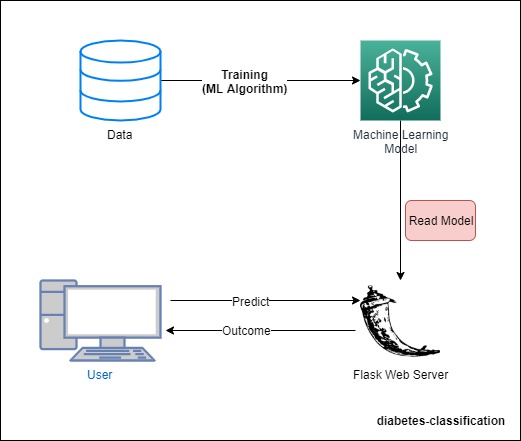 Training
(ML Algorithm)
Data
Machine Learning
Model
Read Model
Predict
Outcome
User
Flask Web Server
diabetes-classification